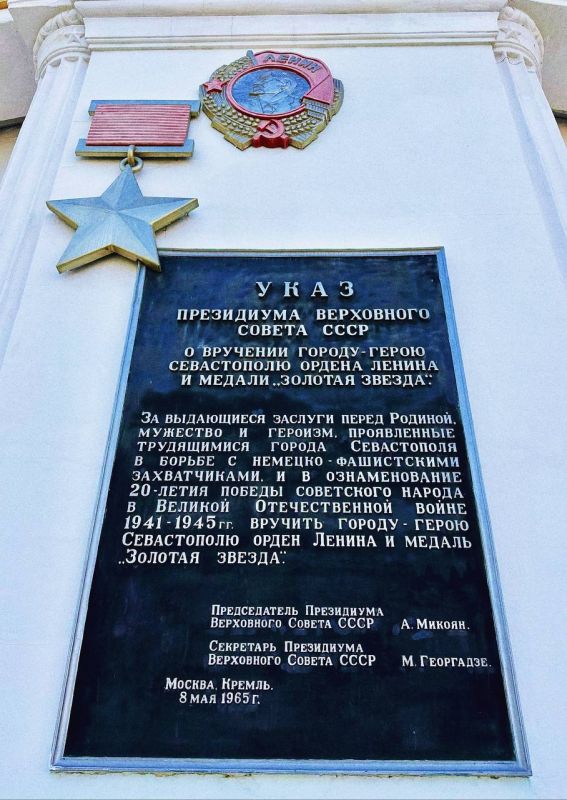 ЛЕНИН
УКАЗ
ПРЕЗИДИУМА ВЕРХОВНОГО
СОВЕТА СССР
О ВРУЧЕНИИ ГОРОДУ-ГЕРОЮ
СЕВАСТОПОЛЮ ОРДЕНА ЛЕНИНА
И МЕДАЛИ „ЗОЛОТАЯ ЗВЕЗДА".
ЗА ВЫДАЮЩИЕСЯ ЗАСЛУГИ ПЕРЕД РОДИНОЙ,
МУЖЕСТВО И ГЕРОИЗМ, ПРОЯВЛЕННЫЕ
ТРУДЯЩИМИСЯ ГОРОДА СЕВАСТОПОЛЯ
В БОРЬБЕ С НЕМЕЦКО-ФАШИСТСКИМИ
ЗАХВАТЧИКАМИ, И В ОЗНАМЕНОВАНИЕ
20-ЛЕТИЯ ПОБЕДЫ СОВЕТСКОГО НАРОДА
В ВЕЛИКОЙ ОТЕЧЕСТВЕННОЙ ВОЙНЕ
1941-1945 ГГ. ВРУЧИТЬ ГОРОДУ-ГЕРОЮ
СЕВАСТОПОЛЮ ОРДЕН ЛЕНИНА И МЕДАЛЬ
„ЗОЛОТАЯ ЗВЕЗДА".
ПРЕДСЕДАТЕЛЬ ПРЕЗИДИУМА
ВЕРХОВНОГО СОВЕТА СССР А. МИКОЯН.
СЕКРЕТАРЬ ПРЕЗИДИУМА
ВЕРХОВНОГО СОВЕТА СССР М. ГЕОРГАДЗЕ.
МОСКВА, КРЕМЛЬ.
8 МАЯ 1965 Г.